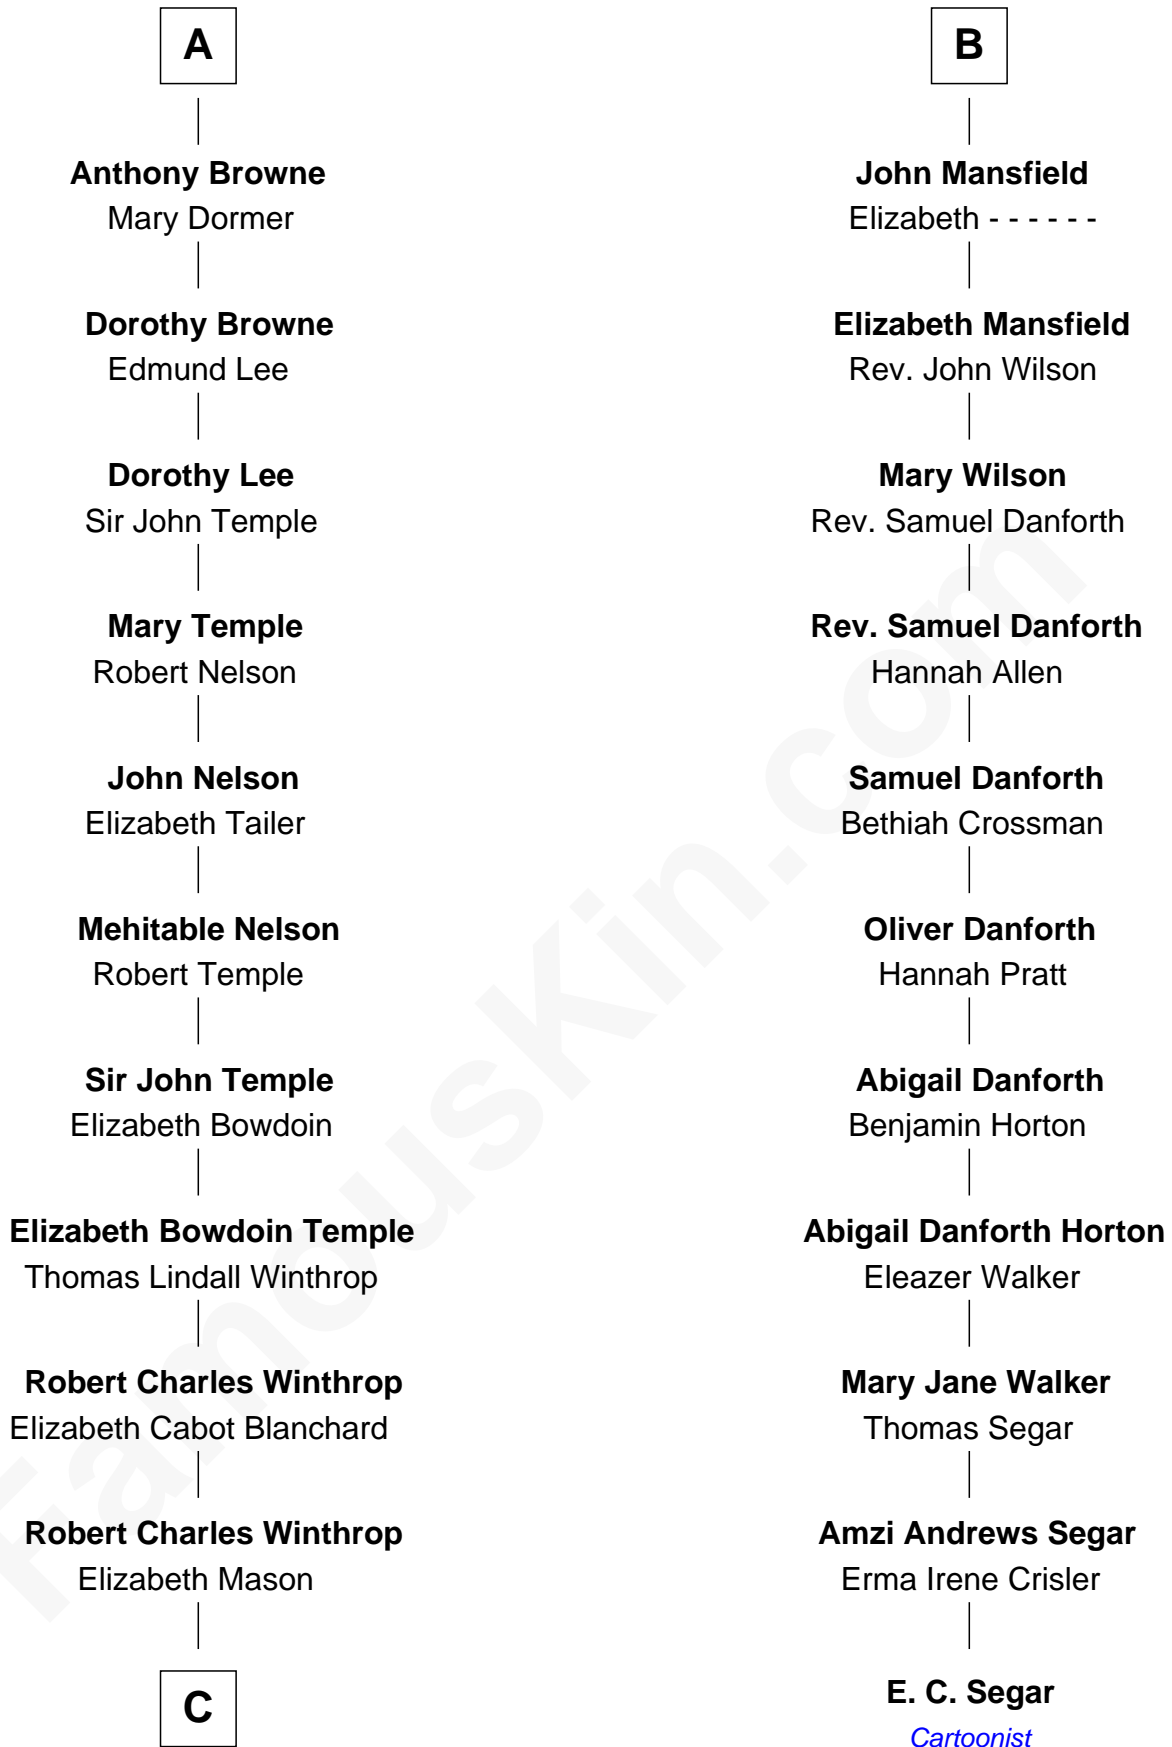 A
Anthony Browne
Mary Dormer
Dorothy Browne
Edmund Lee
Dorothy Lee
Sir John Temple
Mary Temple
Robert Nelson
John Nelson
Elizabeth Tailer
Mehitable Nelson
Robert Temple
Sir John Temple
Elizabeth Bowdoin
Elizabeth Bowdoin Temple
Thomas Lindall Winthrop
Robert Charles Winthrop
Elizabeth Cabot Blanchard
Robert Charles Winthrop
Elizabeth Mason
C
B
John Mansfield
Elizabeth - - - - - -
Elizabeth Mansfield
Rev. John Wilson
Mary Wilson
Rev. Samuel Danforth
Rev. Samuel Danforth
Hannah Allen
Samuel Danforth
Bethiah Crossman
Oliver Danforth
Hannah Pratt
Abigail Danforth
Benjamin Horton
Abigail Danforth Horton
Eleazer Walker
Mary Jane Walker
Thomas Segar
Amzi Andrews Segar
Erma Irene Crisler
E. C. Segar
Cartoonist
FamousKin.com